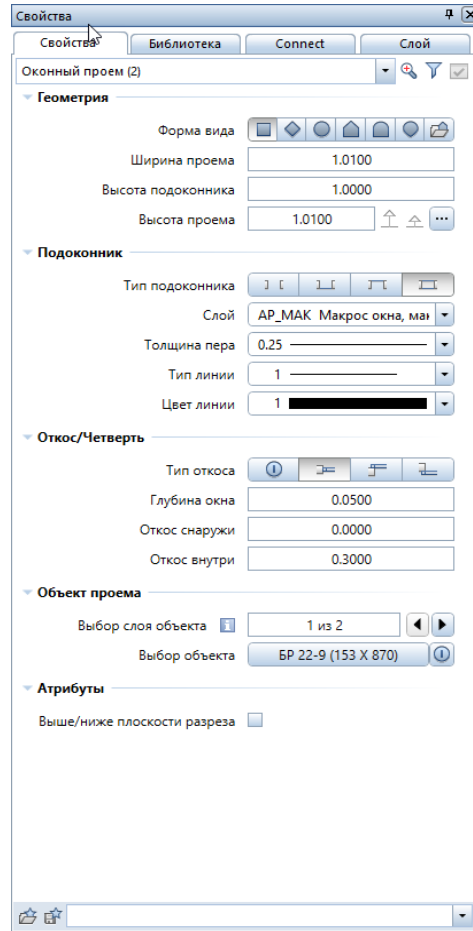 Свойства
Свойства Библиотека Connect Слой
Оконный проем (2)
Геометрия
Форма вида
Ширина проема 1.0100
Высота подоконника 1.0000
Высота проема 1.0100 ...
Подоконник
Тип подоконника
Слой AP_МАК Макрос окна, мак
Толщина пера 0.25
Тип линии 1
Цвет линии 1
Откос/Четверть
Тип откоса
Глубина окна 0.0500
Откос снаружи 0.0000
Откос внутри 0.3000
Объект проема
Выбор слоя объекта i 1 из 2
Выбор объекта БР 22-9 (153 X 870)
Атрибуты
Выше/ниже плоскости разреза